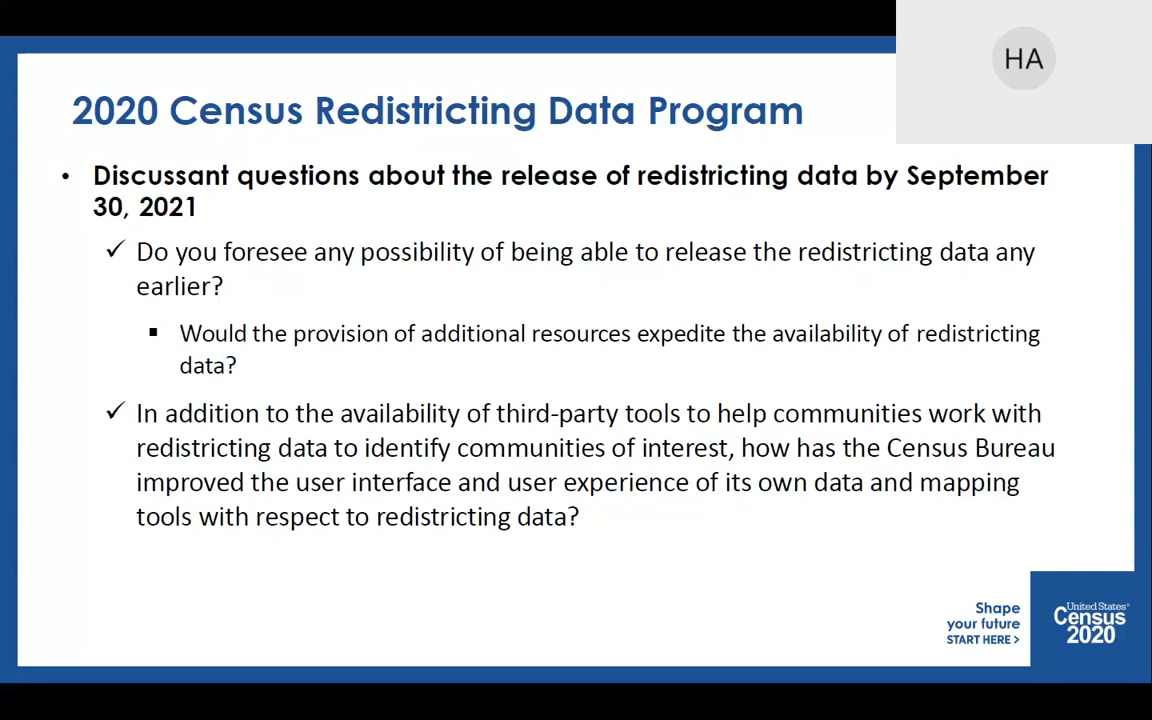 HA
2020 Census Redistricting Data Program
• Discussant questions about the release of redistricting data by September
30, 2021
✓ Do you foresee any possibility of being able to release the redistricting data any
earlier?
▪ Would the provision of additional resources expedite the availability of redistricting
data?
✓ In addition to the availability of third-party tools to help communities work with
redistricting data to identify communities of interest, how has the Census Bureau
improved the user interface and user experience of its own data and mapping
tools with respect to redistricting data?
Shape
your future
START HERE >
United States®
Census
2020